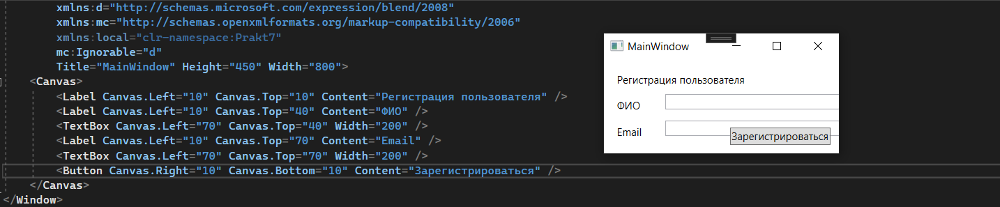 xmlns:d="http://schemas.microsoft.com/expression/blend/2008"
xmlns:mc="http://schemas.openxmlformats.org/markup-compatibility/2006"
xmlns:local="clr-namespace:Prakt7"
mc:Ignorable="d"
Title="MainWindow" Height="450" Width="800">
<Canvas>
<Label Canvas.Left="10" Canvas.Top="10" Content="Регистрация пользователя" />
<Label Canvas.Left="10" Canvas.Top="40" Content="ФИО" />
<TextBox Canvas.Left="70" Canvas.Top="40" Width="200" />
<Label Canvas.Left="10" Canvas.Top="70" Content="Email" />
<TextBox Canvas.Left="70" Canvas.Top="70" Width="200" />
<Button Canvas.Right="10" Canvas.Bottom="10" Content="Зарегистрироваться" />
</Canvas>
</Window>
MainWindow
Регистрация пользователя
ФИО
Email
Зарегистрироваться